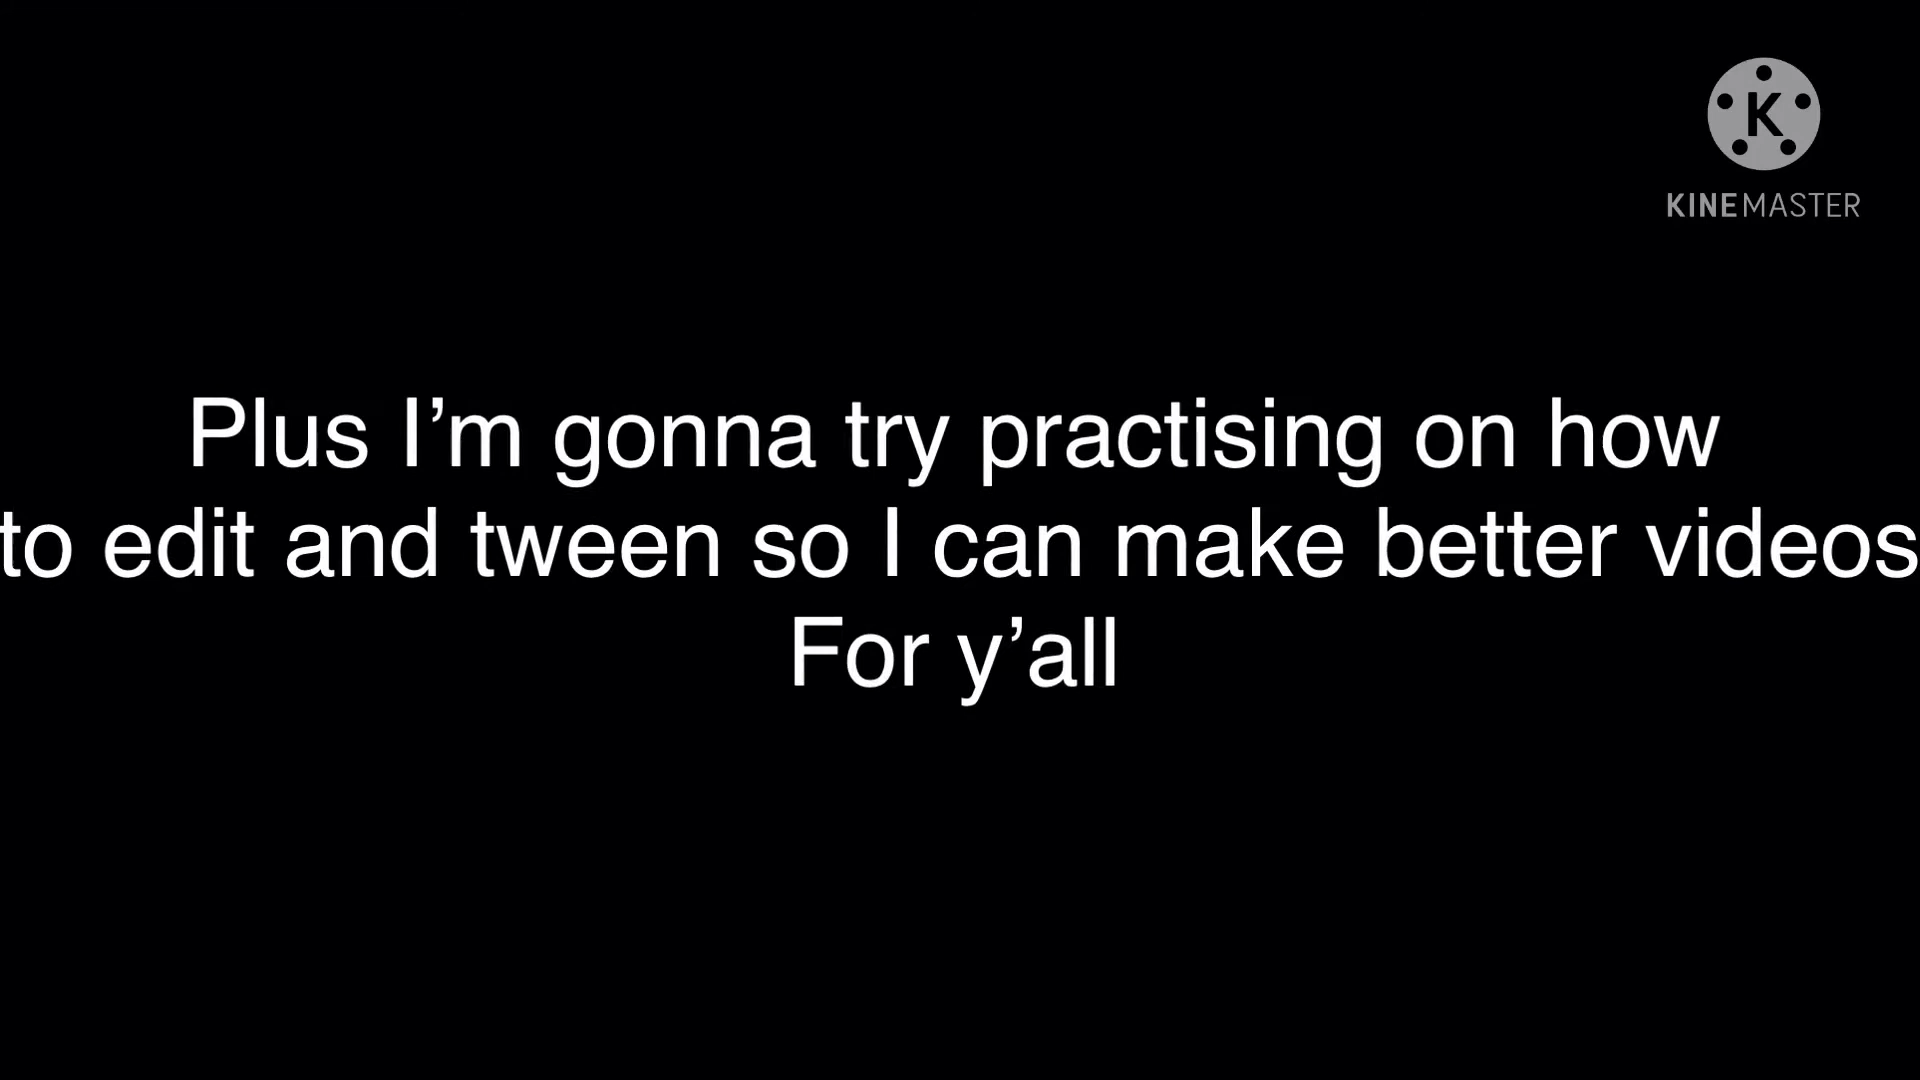 K
KINEMASTER
Plus I’m gonna try practising on how
to edit and tween so I can make better videos
For y’all